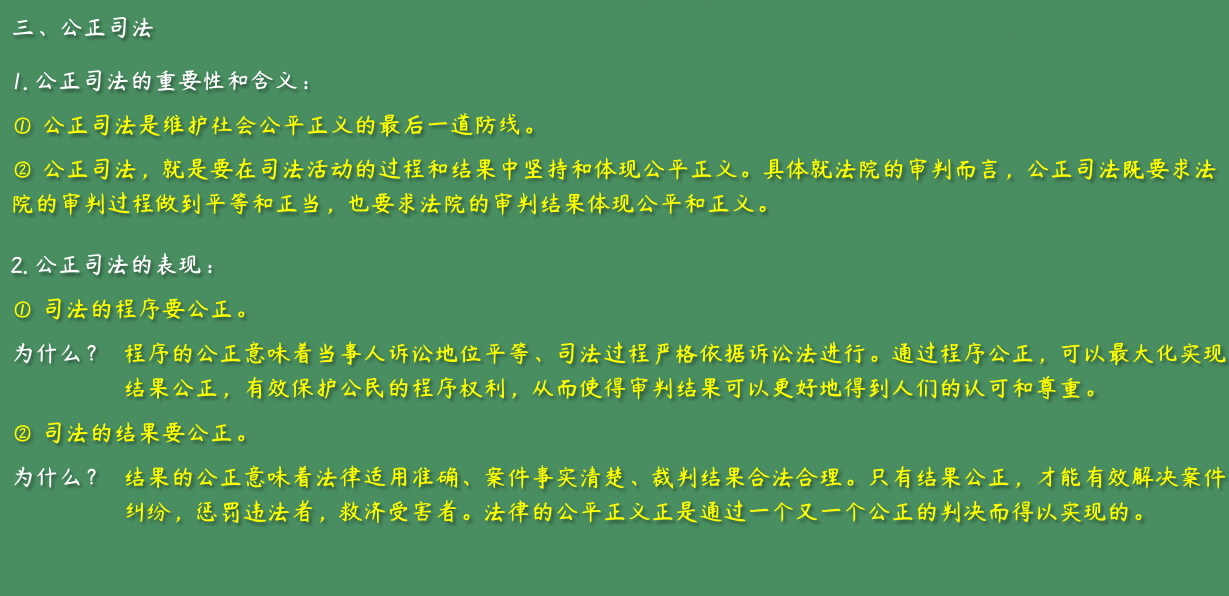 三、公正司法
1. 公正司法的重要性和含义：
① 公正司法是维护社会公平正义的最后一道防线。
② 公正司法，就是要在司法活动的过程和结果中坚持和体现公平正义。具体就法院的审判而言，公正司法既要求法
院的审判过程做到平等和正当，也要求法院的审判结果体现公平和正义。
2. 公正司法的表现：
① 司法的程序要公正。
为什么？ 程序的公正意味着当事人诉讼地位平等、司法过程严格依据诉讼法进行。通过程序公正，可以最大化实现
结果公正，有效保护公民的程序权利，从而使得审判结果可以更好地得到人们的认可和尊重。
② 司法的结果要公正。
为什么？ 结果的公正意味着法律适用准确、案件事实清楚、裁判结果合法合理。只有结果公正，才能有效解决案件
纠纷，惩罚违法者，救济受害者。法律的公平正义正是通过一个又一个公正的判决而得以实现的。